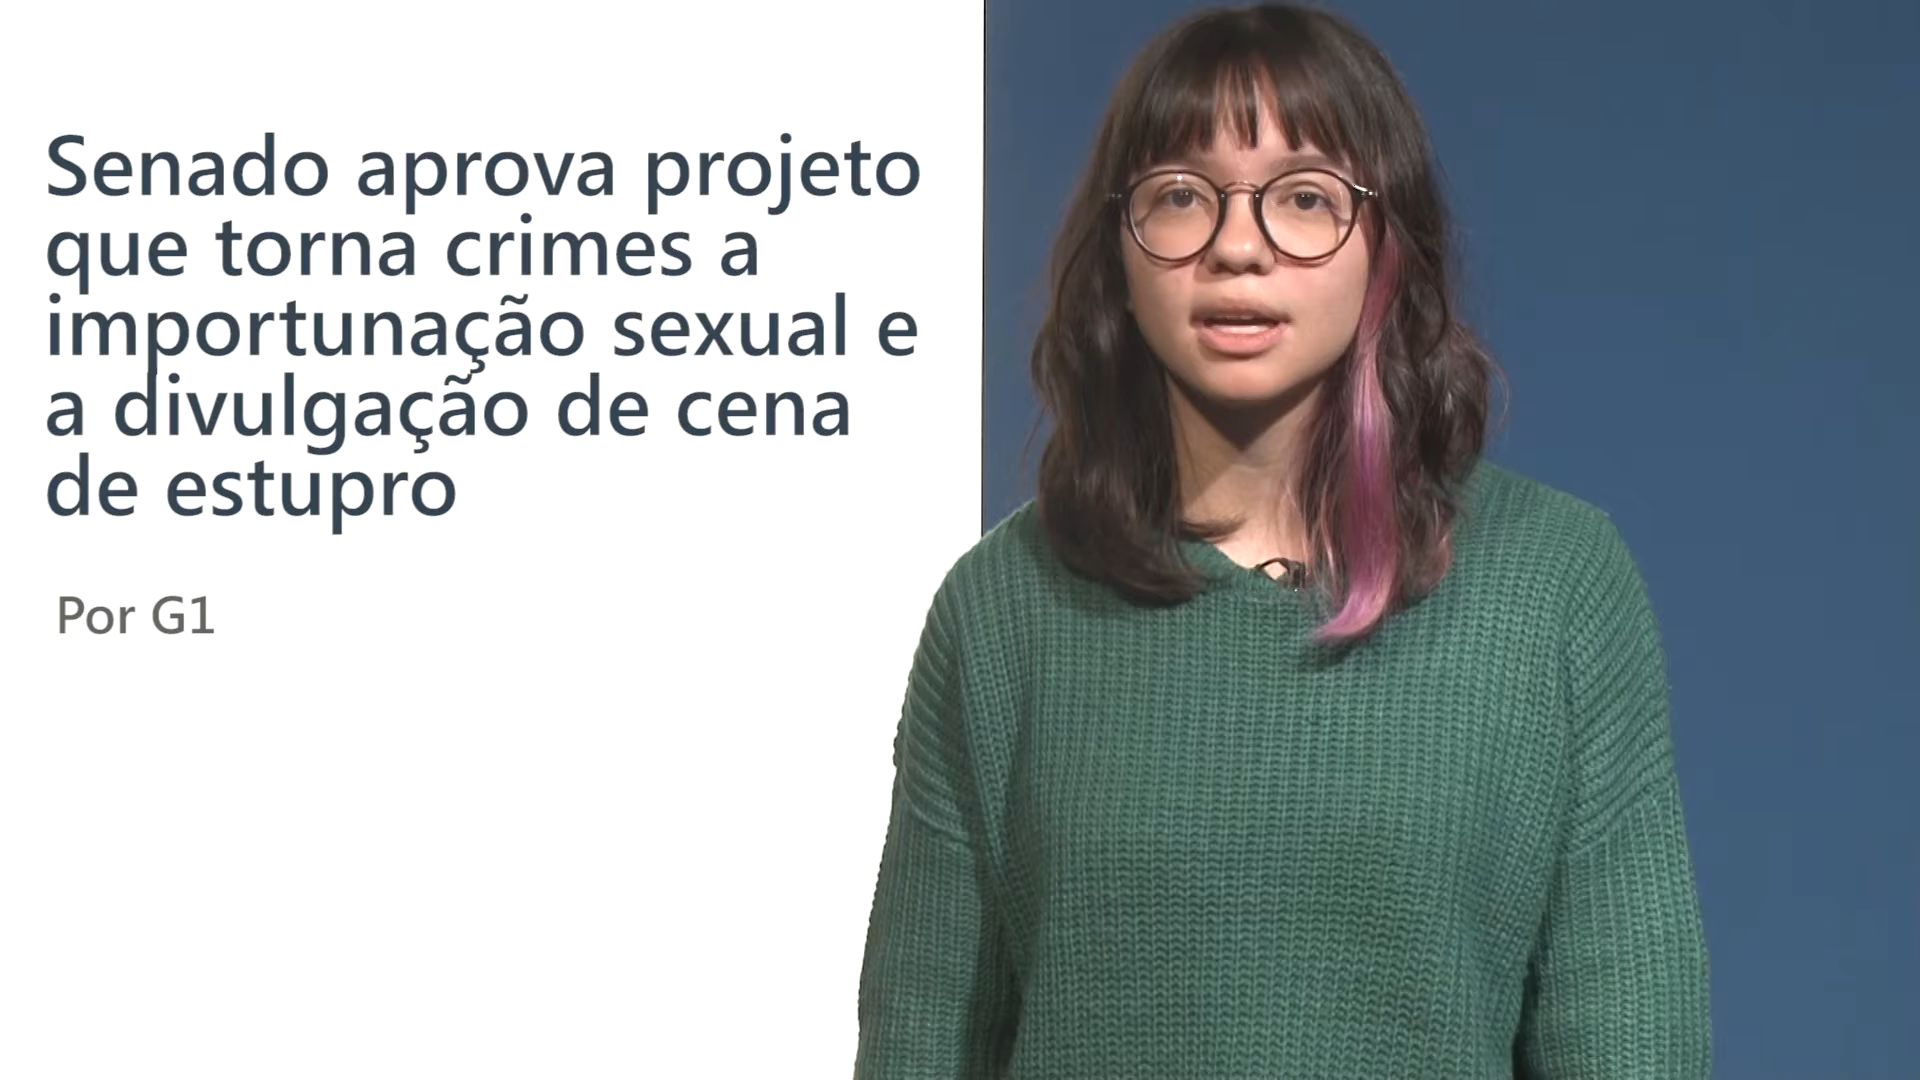 Senado aprova projeto
que torna crimes a
importunação sexual e
a divulgação de cena
de estupro
Por G1